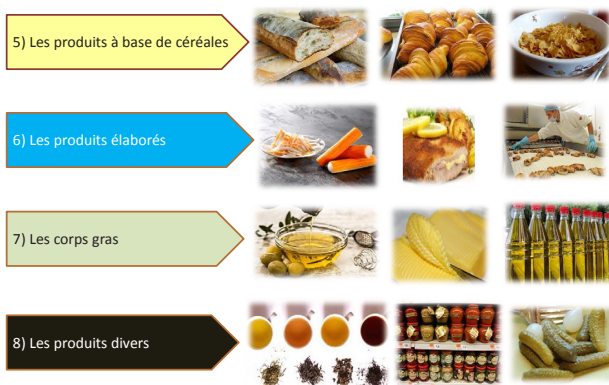 5) Les produits à base de céréales
6) Les produits élaborés
7) Les corps gras
8) Les produits divers